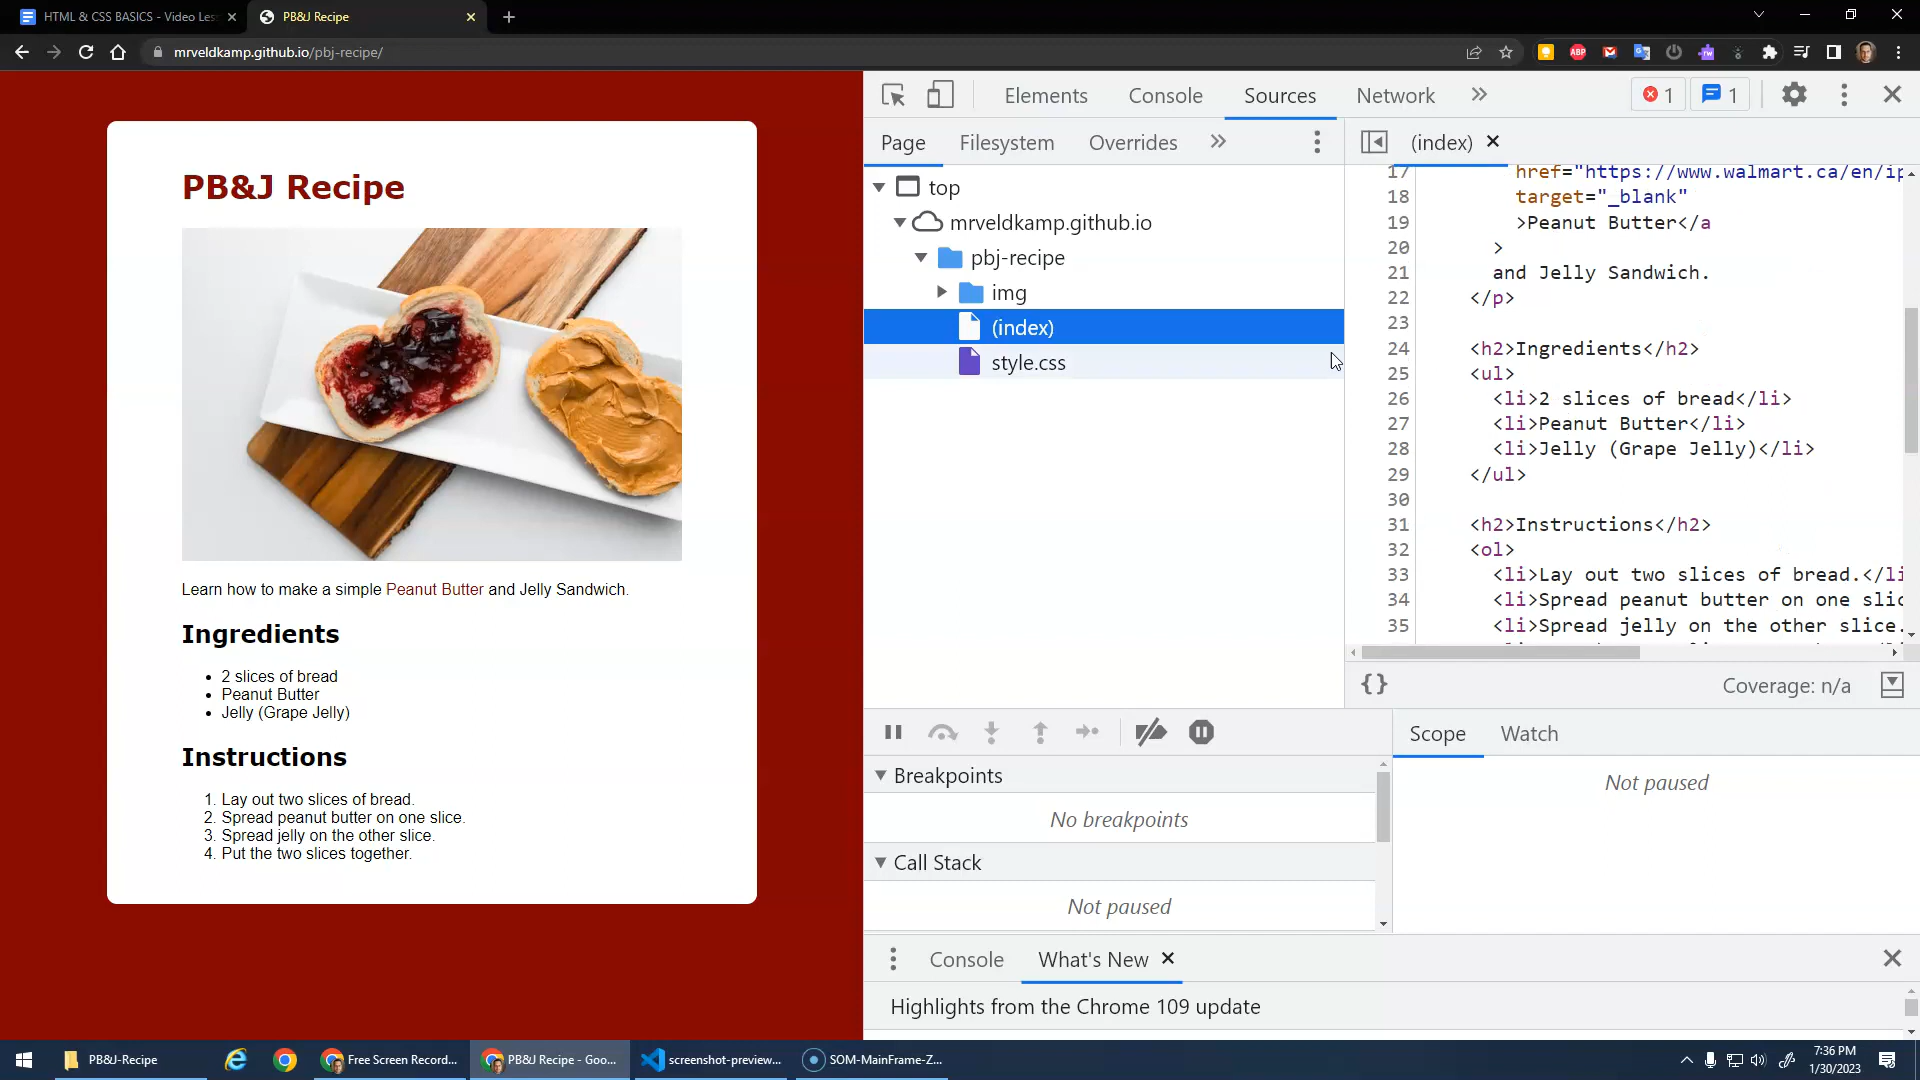 HTML & CSS BASICS - Video Les
PB&J Recipe
mrveldkamp.github.io/pbj-recipe/
PB&J Recipe
Learn how to make a simple Peanut Butter and Jelly Sandwich.
Ingredients
• 2 slices of bread
• Peanut Butter
• Jelly (Grape Jelly)
Instructions
1. Lay out two slices of bread.
2. Spread peanut butter on one slice.
3. Spread jelly on the other slice.
4. Put the two slices together.
Elements Console Sources Network » 1 1
Page Filesystem Overrides »
top
mrveldkamp.github.io
pbj-recipe
img
(index)
style.css
(index)
17 href="https://www.walmart.ca/en/ip
18 target="_blank"
19 >Peanut Butter</a
20 >
21 and Jelly Sandwich.
22 </p>
23
24 <h2>Ingredients</h2>
25 <ul>
26 <li>2 slices of bread</li>
27 <li>Peanut Butter</li>
28 <li>Jelly (Grape Jelly)</li>
29 </ul>
30
31 <h2>Instructions</h2>
32 <ol>
33 <li>Lay out two slices of bread.</li
34 <li>Spread peanut butter on one slic
35 <li>Spread jelly on the other slice.
{} Coverage: n/a
Breakpoints
No breakpoints
Call Stack
Not paused
Scope Watch
Not paused
Console What's New
Highlights from the Chrome 109 update
PB&J-Recipe
Free Screen Record...
PB&J Recipe - Goo...
screenshot-preview...
SOM-MainFrame-Z...
7:36 PM
1/30/2023